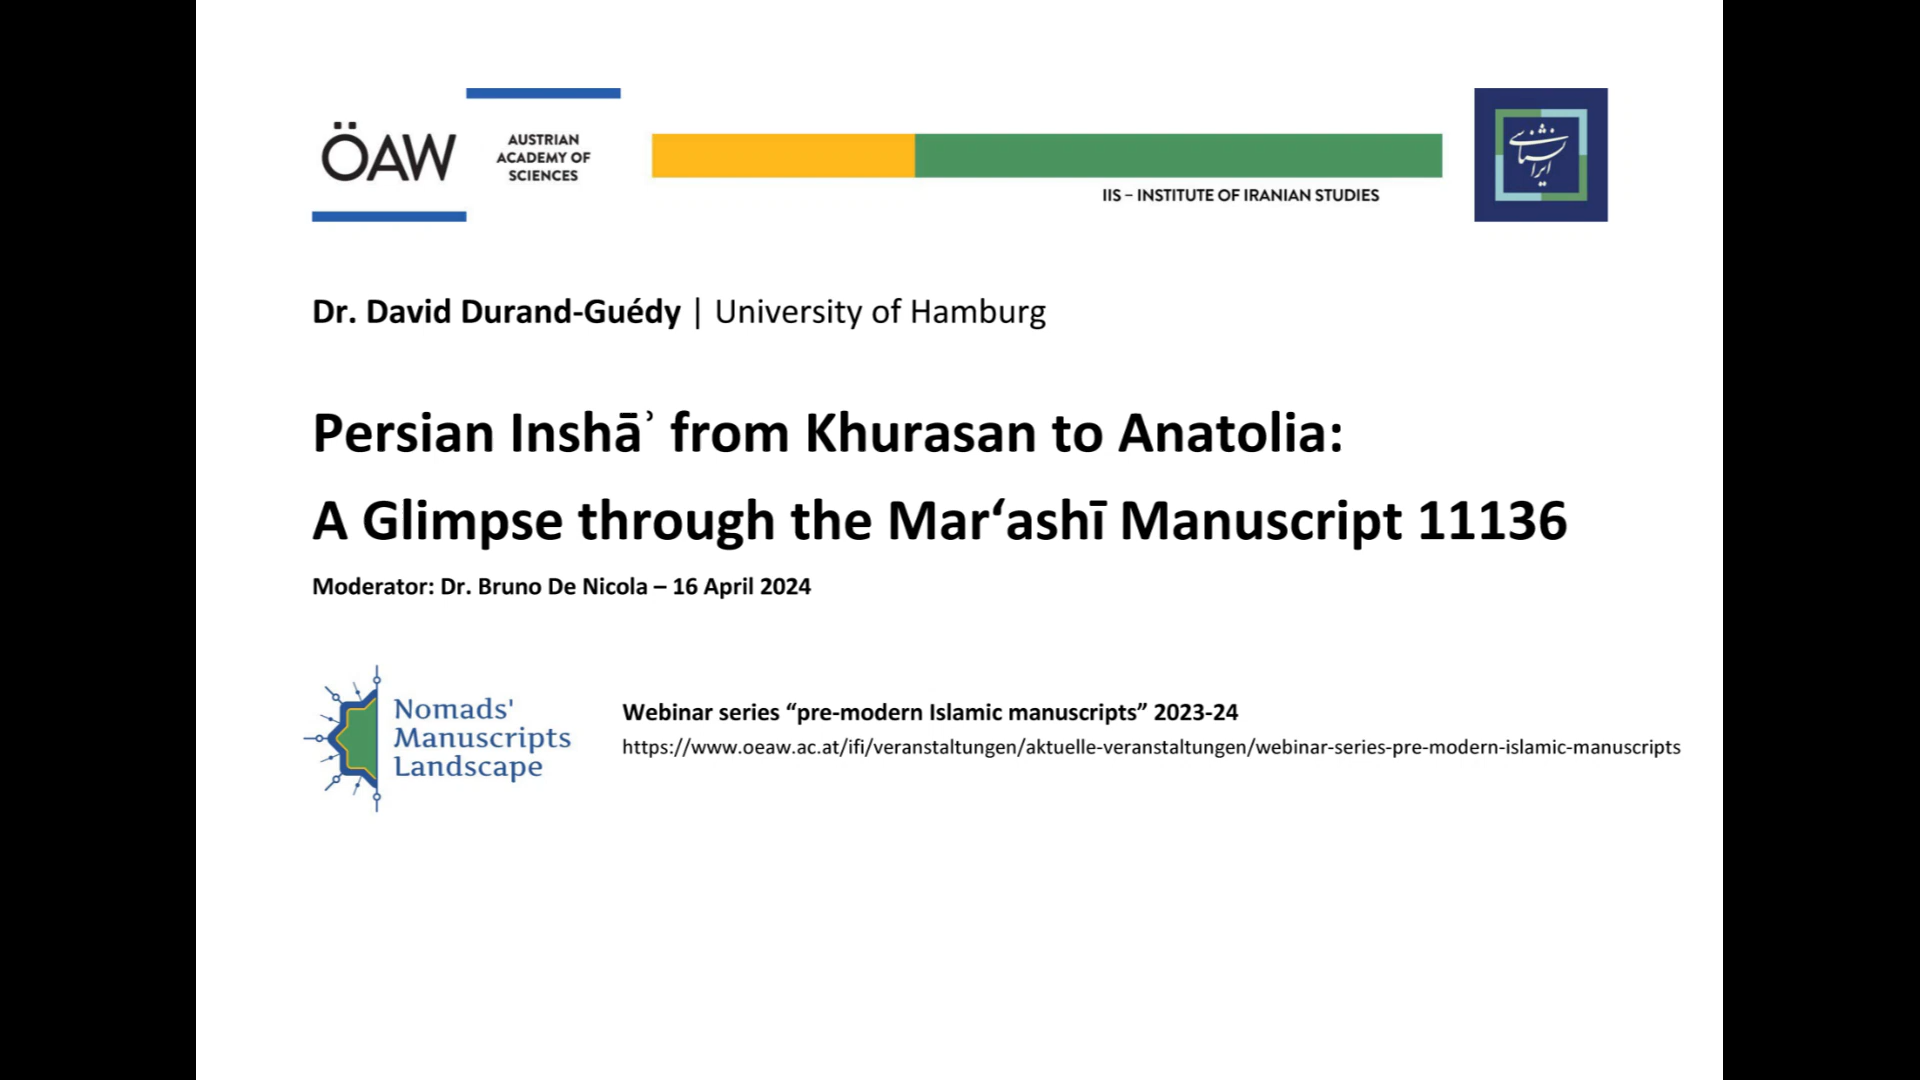 ÖAW
AUSTRIAN
ACADEMY OF
SCIENCES
IIS – INSTITUTE OF IRANIAN STUDIES
ایرانشناسی
Dr. David Durand-Guédy | University of Hamburg
Persian Inshāʾ from Khurasan to Anatolia:
A Glimpse through the Mar‘ashī Manuscript 11136
Moderator: Dr. Bruno De Nicola – 16 April 2024
Nomads'
Manuscripts
Landscape
Webinar series “pre-modern Islamic manuscripts” 2023-24
https://www.oeaw.ac.at/ifi/veranstaltungen/aktuelle-veranstaltungen/webinar-series-pre-modern-islamic-manuscripts